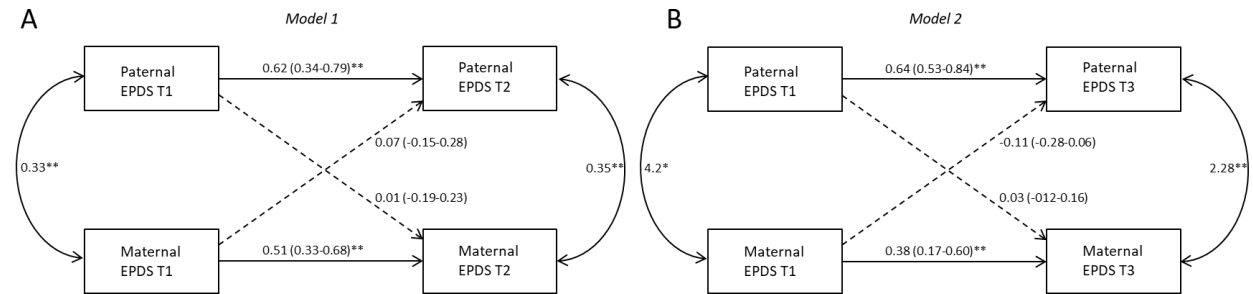 A
Model 1
Paternal
EPDS T1
0.62 (0.34-0.79)**
Paternal
EPDS T2
0.07 (-0.15-0.28)
0.33**
0.35**
0.01 (-0.19-0.23)
Maternal
EPDS T1
0.51 (0.33-0.68)**
Maternal
EPDS T2
B
Model 2
Paternal
EPDS T1
0.64 (0.53-0.84)**
Paternal
EPDS T3
-0.11 (-0.28-0.06)
4.2*
2.28**
0.03 (-012-0.16)
Maternal
EPDS T1
0.38 (0.17-0.60)**
Maternal
EPDS T3